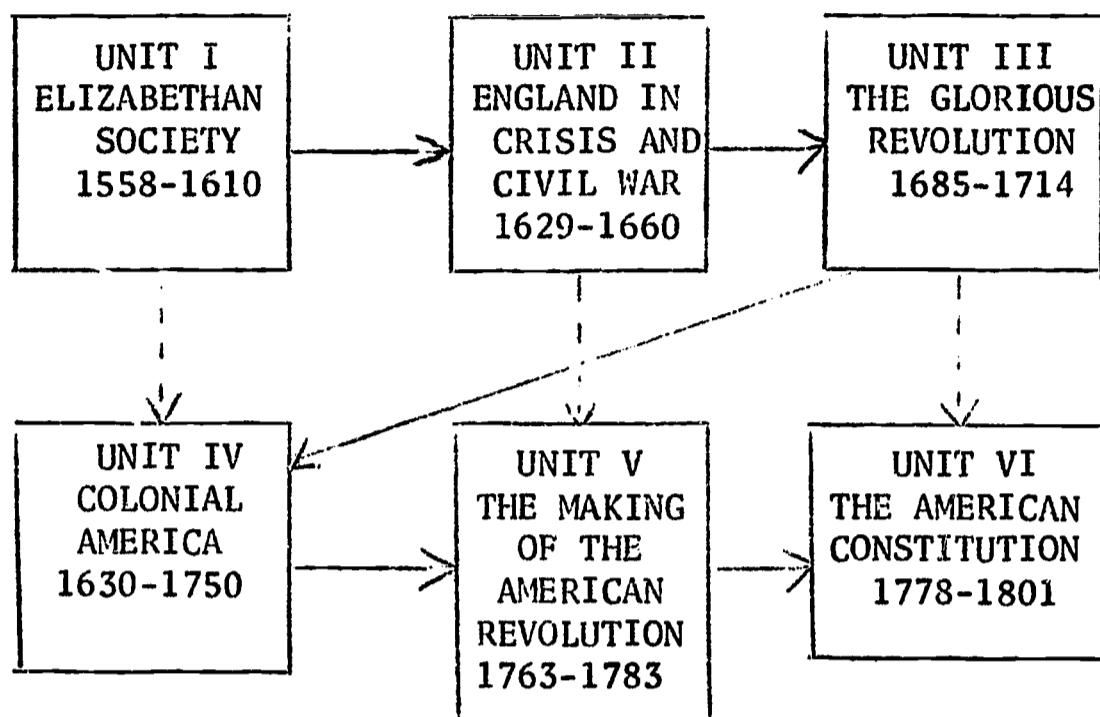 UNIT I
ELIZABETHAN
SOCIETY
1558-1610
UNIT II
ENGLAND IN
CRISIS AND
CIVIL WAR
1629-1660
UNIT III
THE GLORIOUS
REVOLUTION
1685-1714
UNIT IV
COLONIAL
AMERICA
1630-1750
UNIT V
THE MAKING
OF THE
AMERICAN
REVOLUTION
1763-1783
UNIT VI
THE AMERICAN
CONSTITUTION
1778-1801